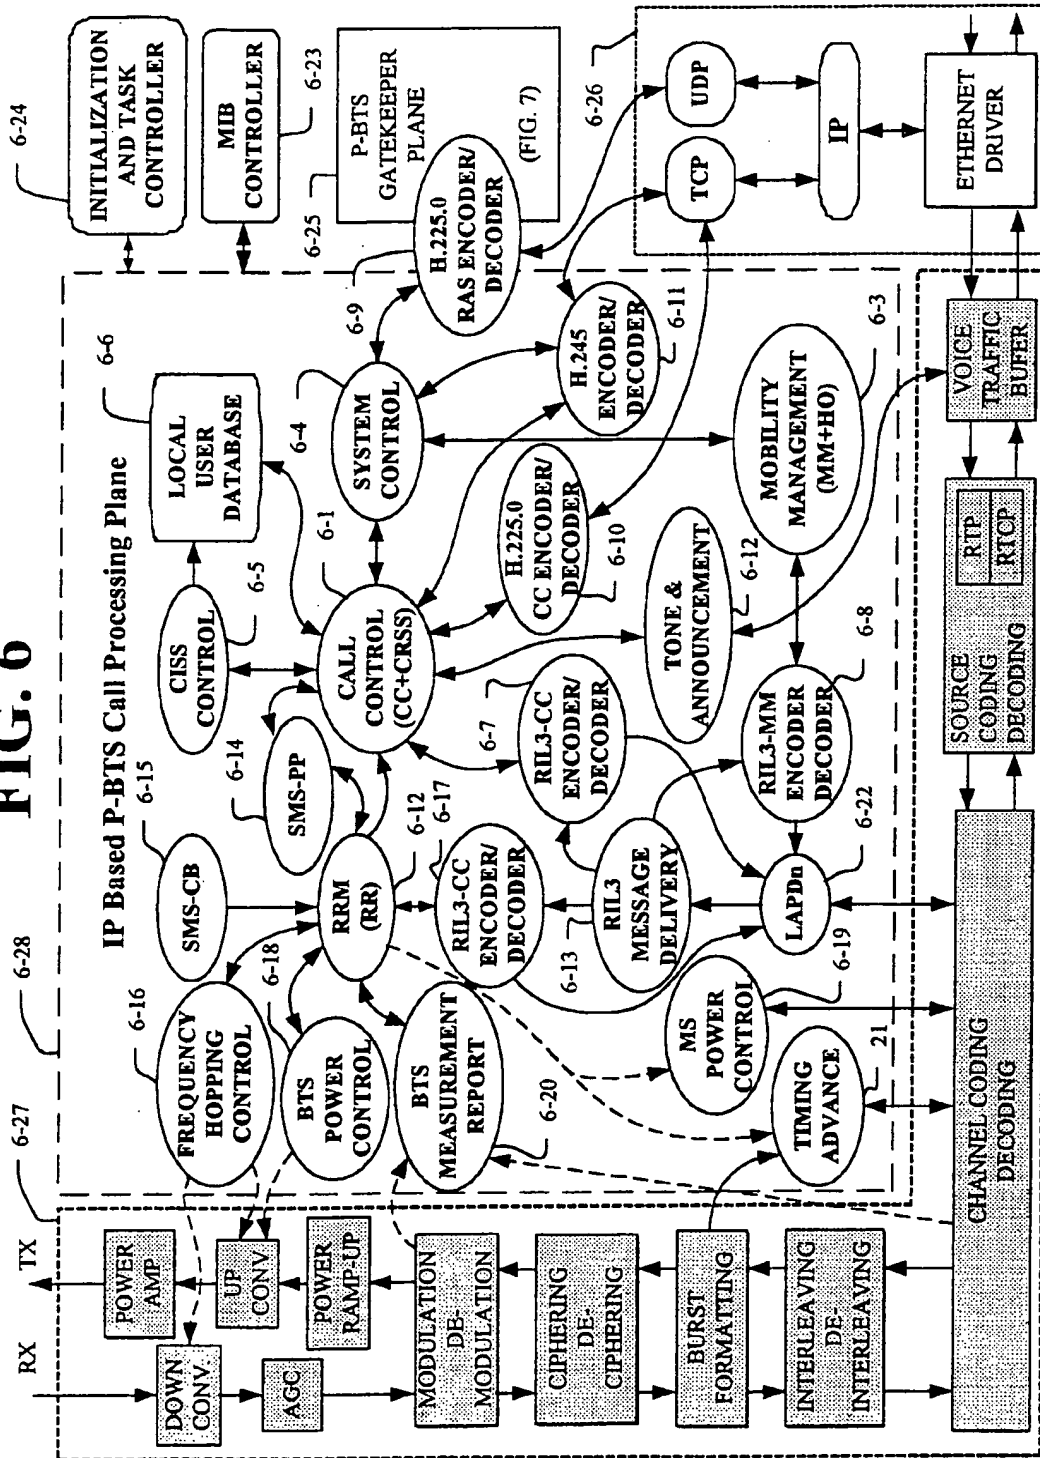 FIG. 6
6-27
6-28
IP Based P-BTS Call Processing Plane
6-24
INITIALIZATION
AND TASK
CONTROLLER
6-23
MIB
CONTROLLER
6-25
P-BTS
GATEKEEPER
PLANE
(FIG. 7)
6-26
RX
TX
DOWN
CONV.
POWER
AMP
UP
CONV
AGC
POWER
RAMP-UP
MODULATION
DE-
MODULATION
CIPHERING
DE-
CIPHERING
BURST
FORMATTING
INTERLEAVING
DE-
INTERLEAVING
6-16
FREQUENCY
HOPPING
CONTROL
6-15
SMS-CB
6-14
SMS-PP
6-5
CISS
CONTROL
6-6
LOCAL
USER
DATABASE
6-18
BTS
POWER
CONTROL
RRM
(RR)
6-12
6-1
CALL
CONTROL
(CC+CRSS)
6-4
SYSTEM
CONTROL
6-9
H.225.0
RAS ENCODER/
DECODER
BTS
MEASUREMENT
REPORT
6-20
6-17
RIL3-CC
ENCODER/
DECODER
6-7
RIL3-CC
ENCODER/
DECODER
H.225.0
CC ENCODER/
DECODER
6-10
H.245
ENCODER/
DECODER
6-11
6-13
RIL3
MESSAGE
DELIVERY
TONE &
ANNOUNCEMENT
6-12
MOBILITY
MANAGEMENT
(MM+HO)
6-3
MS
POWER
CONTROL
6-19
LAPDn
6-22
RIL3-MM
ENCODER
DECODER
6-8
TIMING
ADVANCE
21
UDP
TCP
IP
ETHERNET
DRIVER
CHANNEL CODING
DECODING
SOURCE
CODING
DECODING
RTP
RTCP
VOICE
TRAFFIC
BUFER